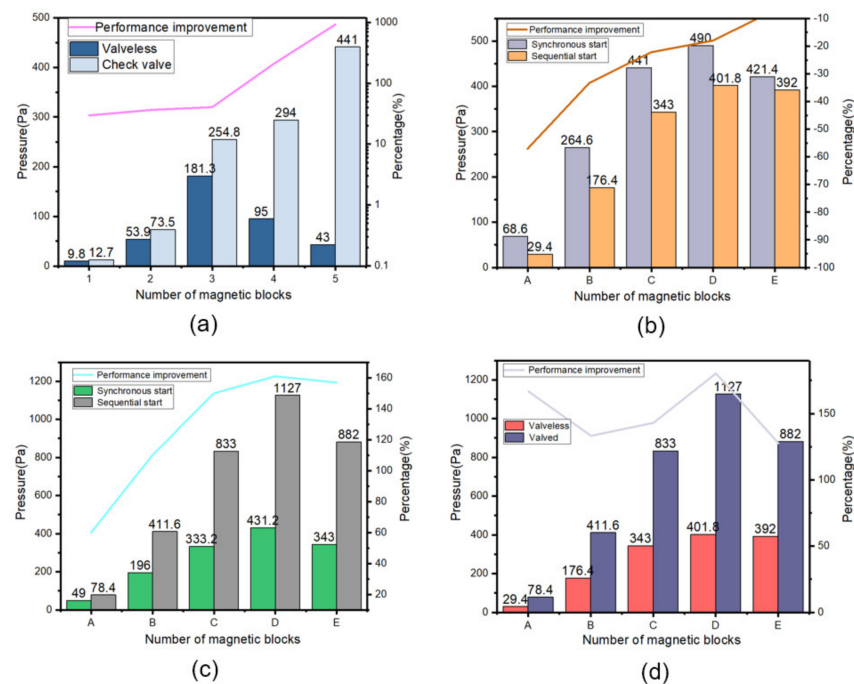 500
400
300
200
100
0
Pressure(Pa)
Performance improvement
Valveless
Check valve
9.8
12.7
53.9
73.5
181.3
254.8
95
294
43
441
1
2
3
4
5
Number of magnetic blocks
1000
100
10
1
0.1
Percentage(%)
(a)
500
400
300
200
100
0
Pressure(Pa)
Performance improvement
Synchronous start
Sequential start
68.6
29.4
264.6
176.4
441
343
490
401.8
421.4
392
A
B
C
D
E
Number of magnetic blocks
-10
-20
-30
-40
-50
-60
-70
-80
-90
-100
Percentage(%)
(b)
1200
1000
800
600
400
200
0
Pressure(Pa)
Performance improvement
Synchronous start
Sequential start
49
78.4
196
411.6
333.2
833
431.2
1127
343
882
A
B
C
D
E
Number of magnetic blocks
160
140
120
100
80
60
40
20
Percentage(%)
(c)
1200
1000
800
600
400
200
0
Pressure(Pa)
Performance improvement
Valveless
Valved
29.4
78.4
176.4
411.6
343
833
401.8
1127
392
882
A
B
C
D
E
Number of magnetic blocks
150
100
50
0
Percentage(%)
(d)